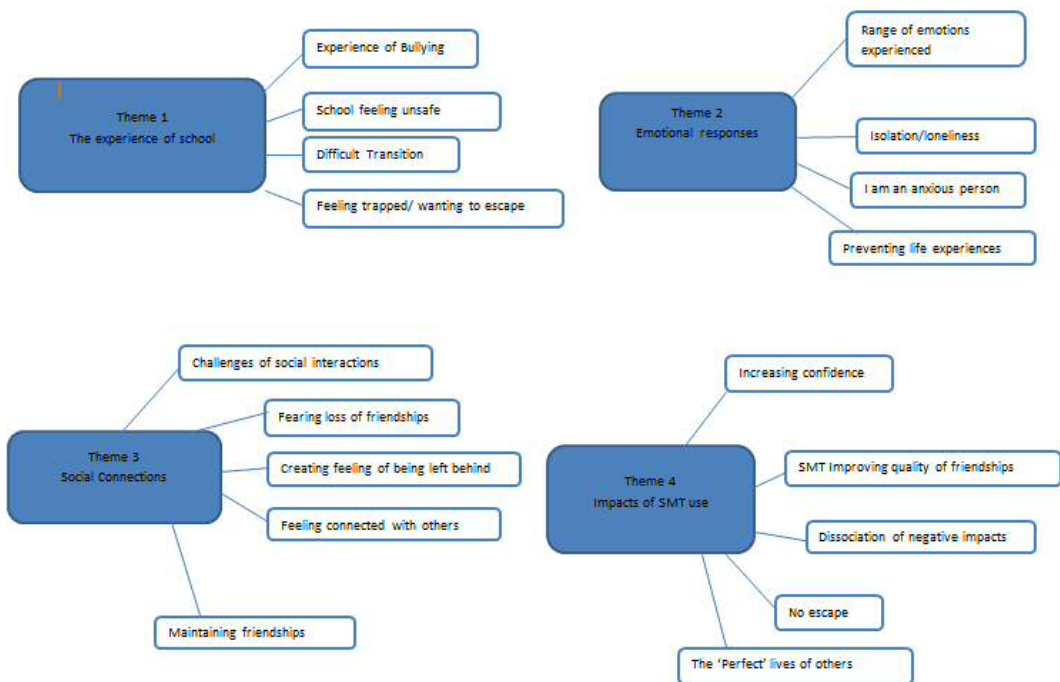 Theme 1
The experience of school
Experience of Bullying
School feeling unsafe
Difficult Transition
Feeling trapped/ wanting to escape
Theme 2
Emotional responses
Range of emotions
experienced
Isolation/loneliness
I am an anxious person
Preventing life experiences
Theme 3
Social Connections
Challenges of social interactions
Fearing loss of friendships
Creating feeling of being left behind
Feeling connected with others
Maintaining friendships
Theme 4
Impacts of SMT use
Increasing confidence
SMT Improving quality of friendships
Dissociation of negative impacts
No escape
The ‘Perfect’ lives of others